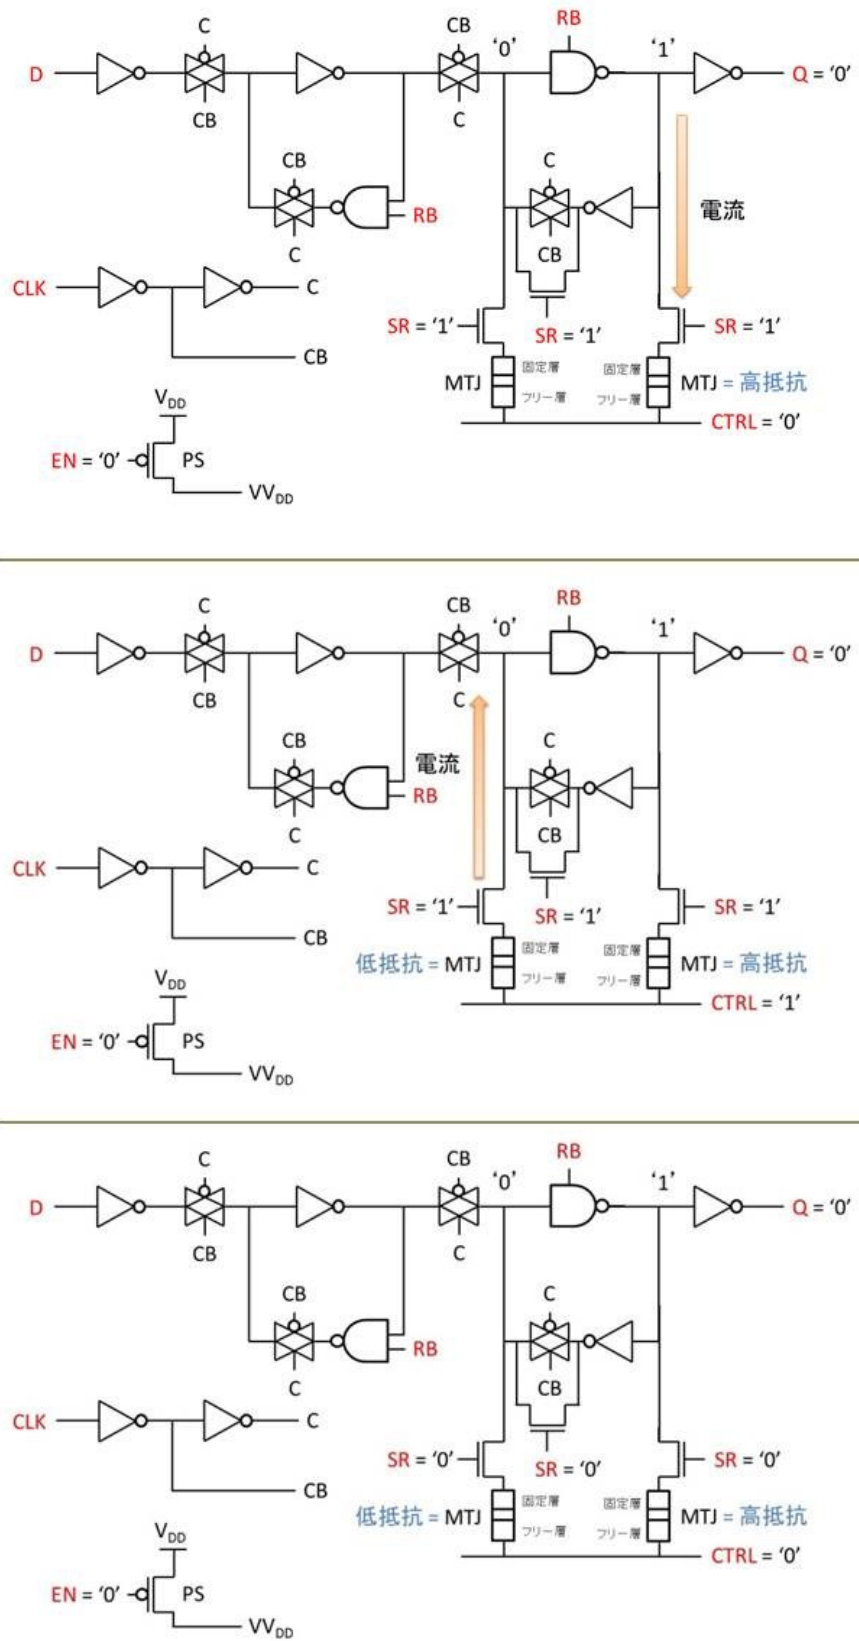 C CB RB
'0' '1'
D Q = '0'
CB C
CB C
電流
RB
C CB
CLK C
SR = '1' SR = '1' SR = '1'
CB
固定層 固定層
MTJ MTJ = 高抵抗
フリー層 フリー層
VDD
CTRL = '0'
EN = '0' PS
VVDD
C CB RB
'0' '1'
D Q = '0'
CB C
CB 電流 C
RB
C CB
CLK C
SR = '1' SR = '1' SR = '1'
CB
固定層 固定層
低抵抗 = MTJ MTJ = 高抵抗
フリー層 フリー層
VDD
CTRL = '1'
EN = '0' PS
VVDD
C CB RB
'0' '1'
D Q = '0'
CB C
CB C
RB
C CB
CLK C
SR = '0' SR = '0' SR = '0'
CB
固定層 固定層
低抵抗 = MTJ MTJ = 高抵抗
フリー層 フリー層
VDD
CTRL = '0'
EN = '0' PS
VVDD